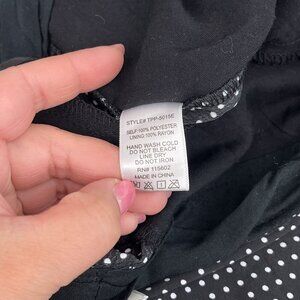 STYLE# TPP-5015E
SELF:100% POLYESTER
LINING:100% RAYON
HAND WASH COLD
DO NOT BLEACH
LINE DRY
DO NOT IRON
RN# 115602
MADE IN CHINA